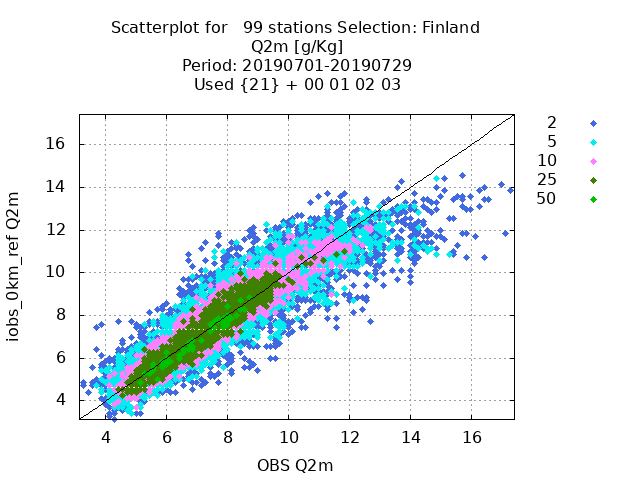 Scatterplot for 99 stations Selection: Finland
Q2m [g/Kg]
Period: 20190701-20190729
Used {21} + 00 01 02 03
2
5
10
25
50
16
14
12
10
8
6
4
iobs_0km_ref Q2m
4 6 8 10 12 14 16
OBS Q2m